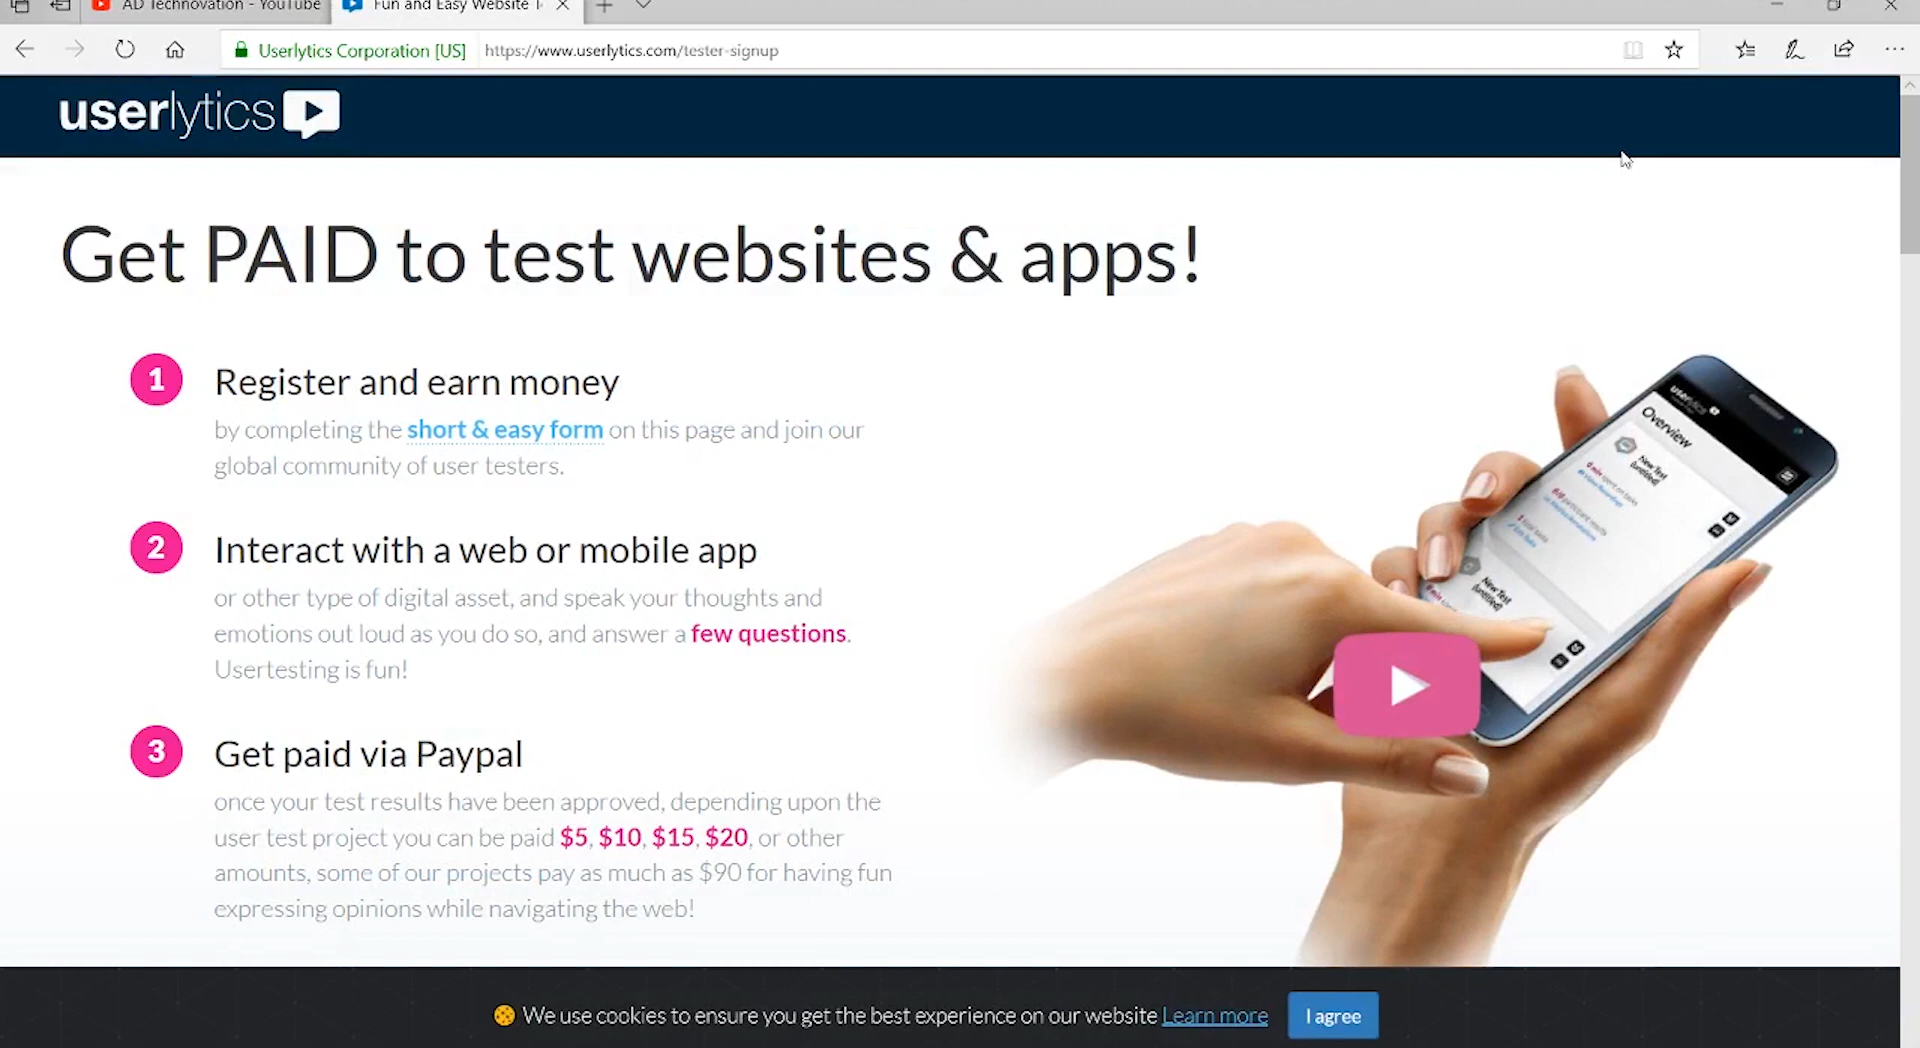 AD Technovation - YouTube
Fun and Easy Website
Userlytics Corporation [US] https://www.userlytics.com/tester-signup
userlytics
Get PAID to test websites & apps!
1 Register and earn money
by completing the short & easy form on this page and join our
global community of user testers.
2 Interact with a web or mobile app
or other type of digital asset, and speak your thoughts and
emotions out loud as you do so, and answer a few questions.
Usertesting is fun!
3 Get paid via Paypal
once your test results have been approved, depending upon the
user test project you can be paid $5, $10, $15, $20, or other
amounts, some of our projects pay as much as $90 for having fun
expressing opinions while navigating the web!
userlytics
Overview
New Test
(untitled)
New Test
(untitled)
We use cookies to ensure you get the best experience on our website Learn more I agree